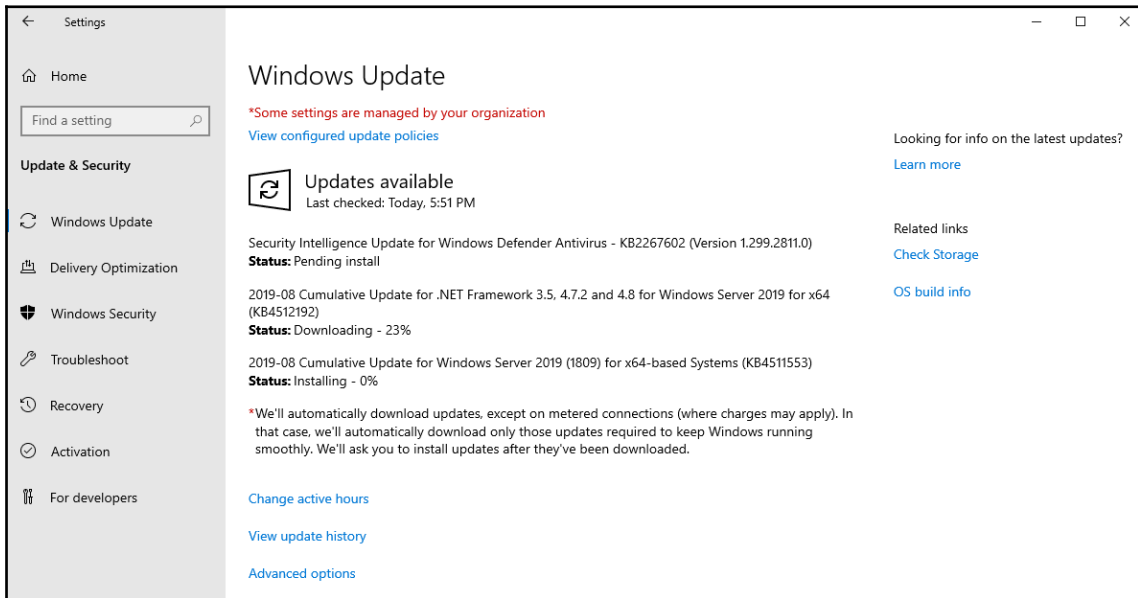 Settings
Home
Find a setting
Update & Security
Windows Update
Delivery Optimization
Windows Security
Troubleshoot
Recovery
Activation
For developers
Windows Update
*Some settings are managed by your organization
View configured update policies
Updates available
Last checked: Today, 5:51 PM
Security Intelligence Update for Windows Defender Antivirus - KB2267602 (Version 1.299.2811.0)
Status: Pending install
2019-08 Cumulative Update for .NET Framework 3.5, 4.7.2 and 4.8 for Windows Server 2019 for x64
(KB4512192)
Status: Downloading - 23%
2019-08 Cumulative Update for Windows Server 2019 (1809) for x64-based Systems (KB4511553)
Status: Installing - 0%
*We'll automatically download updates, except on metered connections (where charges may apply). In
that case, we'll automatically download only those updates required to keep Windows running
smoothly. We'll ask you to install updates after they've been downloaded.
Change active hours
View update history
Advanced options
Looking for info on the latest updates?
Learn more
Related links
Check Storage
OS build info